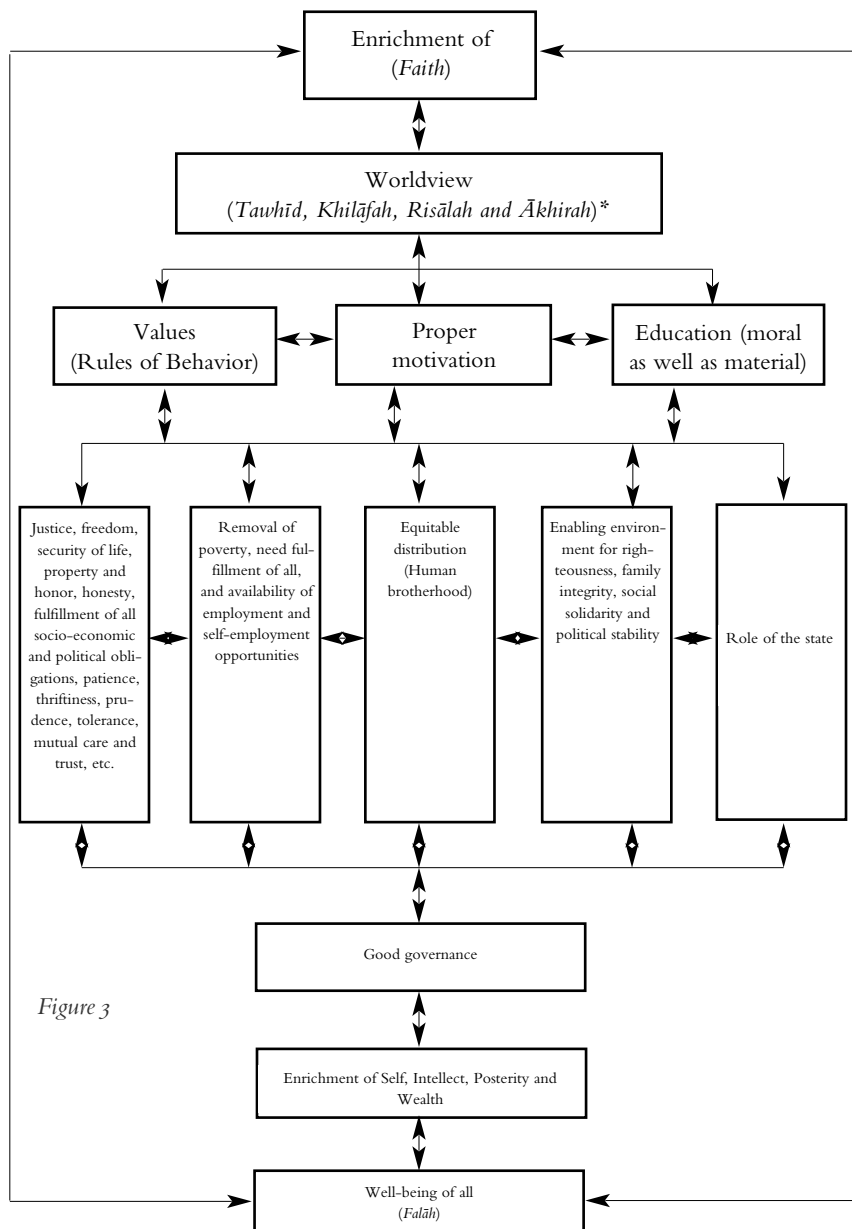 Enrichment of
(Faith)
Worldview
(Tawhīd, Khilāfah, Risālah and Ākhirah)*
Values
(Rules of Behavior)
Proper
motivation
Education (moral
as well as material)
Justice, freedom,
security of life,
property and
honor, honesty,
fulfillment of all
socio-economic
and political obli-
gations, patience,
thriftiness, pru-
dence, tolerance,
mutual care and
trust, etc.
Removal of
poverty, need ful-
fillment of all,
and availability of
employment and
self-employment
opportunities
Equitable
distribution
(Human
brotherhood)
Enabling environ-
ment for righ-
teousness, family
integrity, social
solidarity and
political stability
Role of the state
Good governance
Figure 3
Enrichment of Self, Intellect, Posterity and
Wealth
Well-being of all
(Falāh)